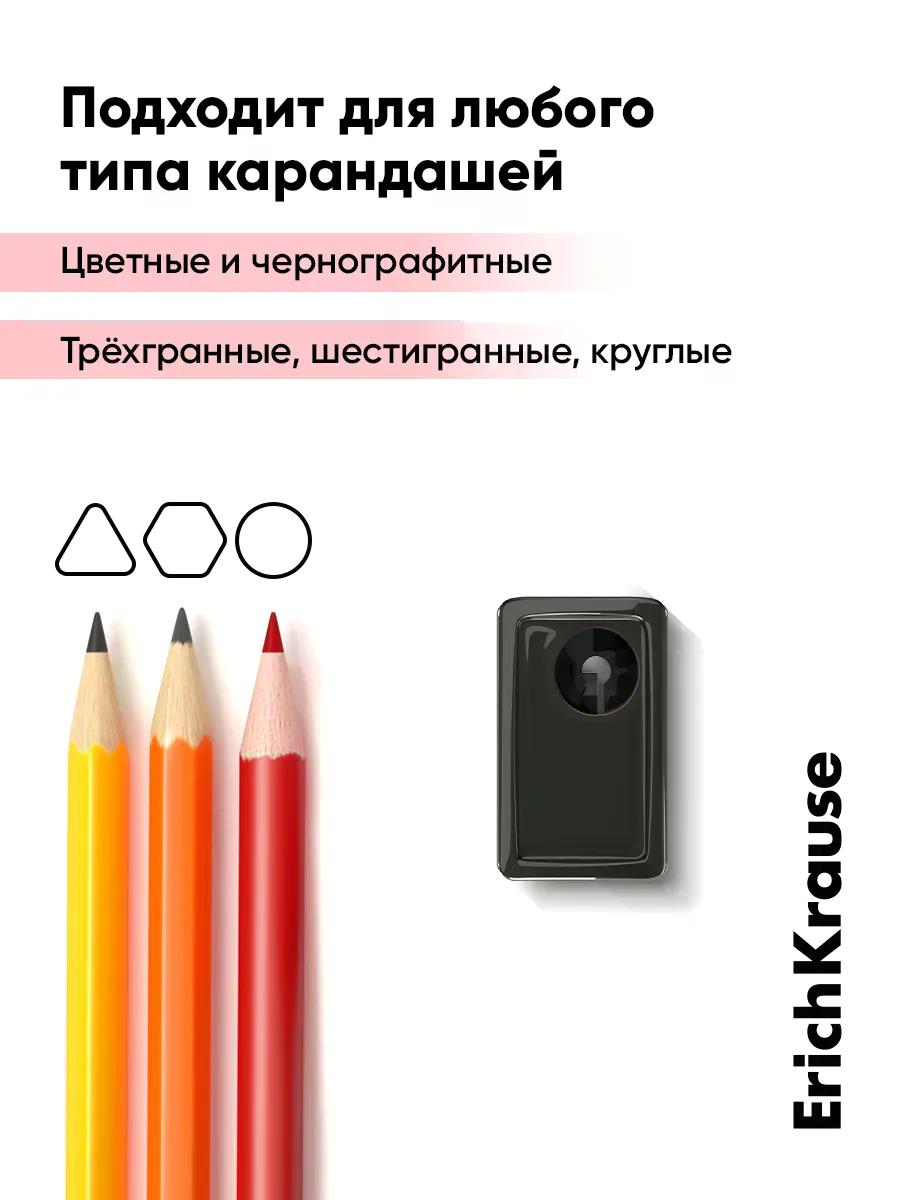 Подходит для любого
типа карандашей
Цветные и чернографитные
Трёхгранные, шестигранные, круглые
ErichKrause